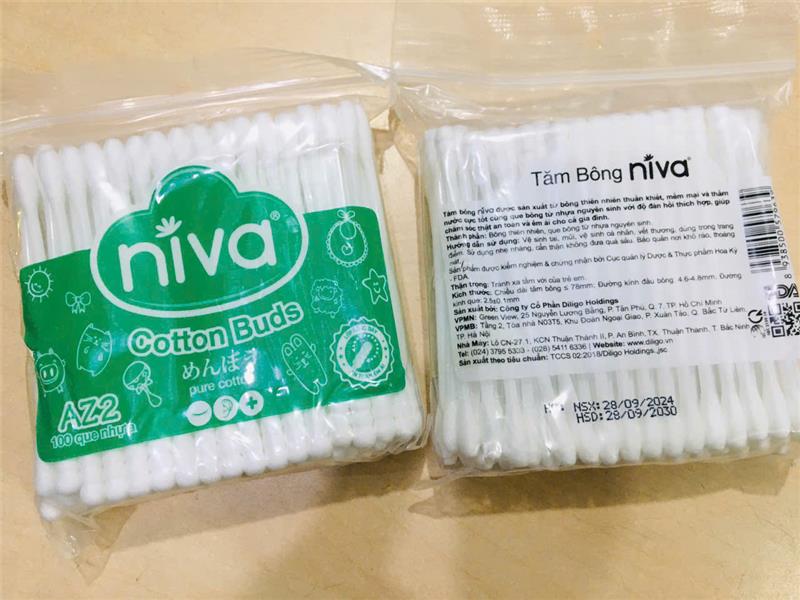 niva
Cotton Buds
めんぼう
pure cotton
AZ-2
100 que nhựa
Tăm Bông niva
Tăm bông niva được sản xuất từ bông thiên nhiên thuần khiết, mềm mại và thấm
nước cực tốt cùng que bông từ nhựa nguyên sinh với độ đàn hồi thích hợp, giúp
chăm sóc thật an toàn và êm ái cho cả gia đình.
Thành phần: Bông thiên nhiên, que bông từ nhựa nguyên sinh.
Hướng dẫn sử dụng: Vệ sinh tai, mũi, vệ sinh cá nhân, vết thương, dùng trong trang
điểm. Sử dụng nhẹ nhàng, cẩn thận không đưa quá sâu. Bảo quản nơi khô ráo, thoáng
mát.
Sản phẩm được kiểm nghiệm & chứng nhận bởi Cục quản lý Dược & Thực phẩm Hoa Kỳ
- FDA.
Thận trọng: Tránh xa tầm với của trẻ em.
Kích thước: Chiều dài tăm bông ≤ 78mm; Đường kính đầu bông: 4.6-4.8mm. Đường
kính que: 2.5±0.1mm
Sản xuất bởi: Công ty Cổ Phần Diligo Holdings
VPMN: Green View, 25 Nguyễn Lương Bằng, P. Tân Phú, Q. 7, TP. Hồ Chí Minh
VPMB: Tầng 2, Tòa nhà N03T5, Khu Đoàn Ngoại Giao, P. Xuân Tảo, Q. Bắc Từ Liêm,
TP. Hà Nội
Nhà Máy: Lô CN-27.1, KCN Thuận Thành II, P. An Bình, TX. Thuận Thành, T. Bắc Ninh
Tel: (024) 3795 5303 - (028) 5411 6336 | Website: www.diligo.vn
Sản xuất theo tiêu chuẩn: TCCS 02:2018/Diligo Holdings.,jsc
NSX: 28/09/2024
HSD: 28/09/2030